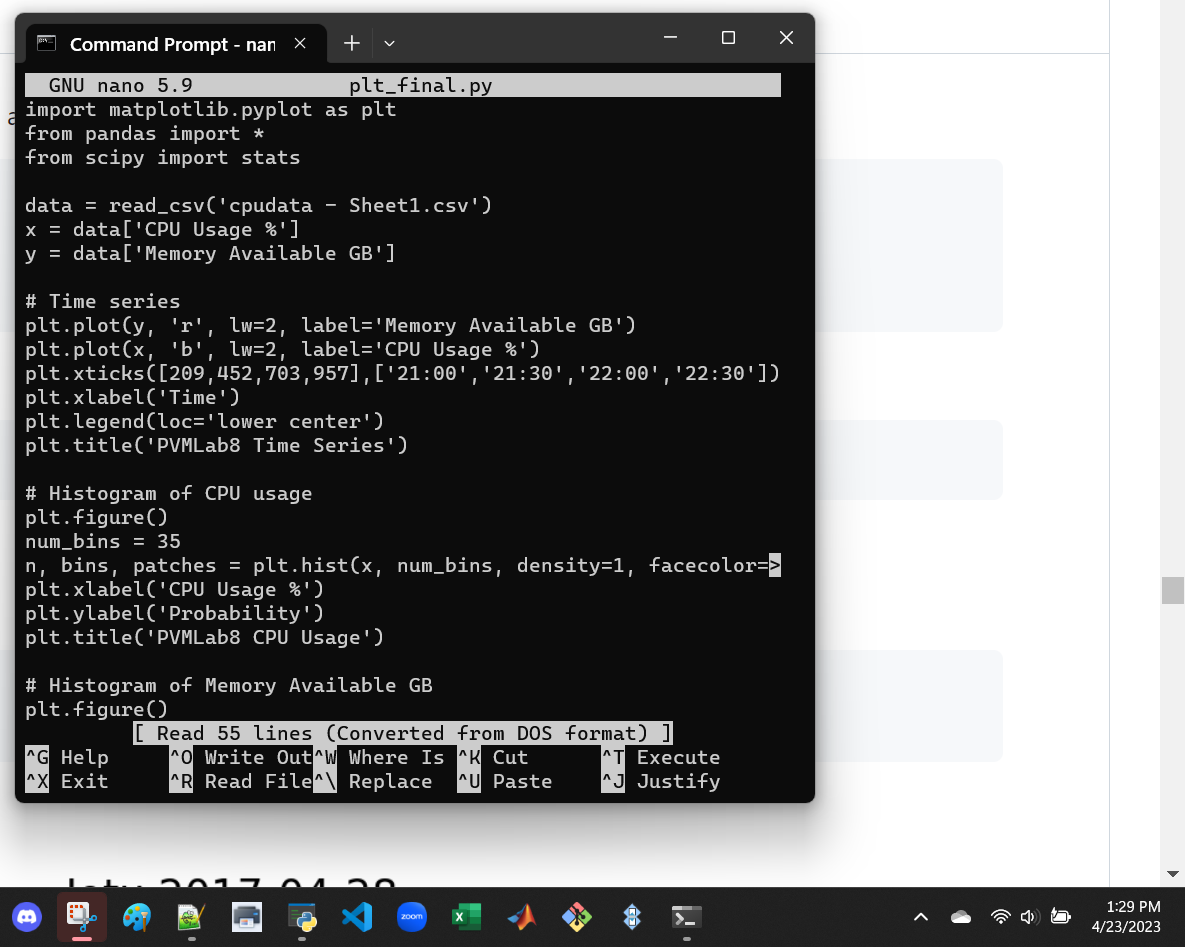 Command Prompt - nan
GNU nano 5.9 plt_final.py
import matplotlib.pyplot as plt
from pandas import *
from scipy import stats
data = read_csv('cpudata - Sheet1.csv')
x = data['CPU Usage %']
y = data['Memory Available GB']
# Time series
plt.plot(y, 'r', lw=2, label='Memory Available GB')
plt.plot(x, 'b', lw=2, label='CPU Usage %')
plt.xticks([209,452,703,957],['21:00','21:30','22:00','22:30'])
plt.xlabel('Time')
plt.legend(loc='lower center')
plt.title('PVMLab8 Time Series')
# Histogram of CPU usage
plt.figure()
num_bins = 35
n, bins, patches = plt.hist(x, num_bins, density=1, facecolor=>
plt.xlabel('CPU Usage %')
plt.ylabel('Probability')
plt.title('PVMLab8 CPU Usage')
# Histogram of Memory Available GB
plt.figure()
[ Read 55 lines (Converted from DOS format) ]
^G Help ^O Write Out ^W Where Is ^K Cut ^T Execute
^X Exit ^R Read File ^\ Replace ^U Paste ^J Justify
2017-04-28
zoom
1:29 PM
4/23/2023